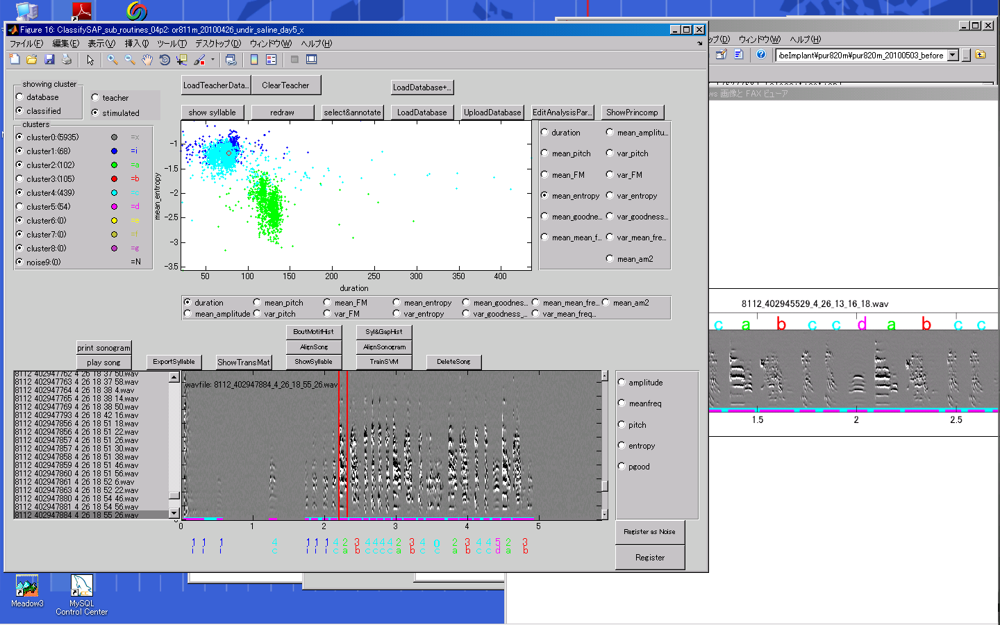 Figure 16: ClassifySAP_sub_routines_04p2: or811m_20100426_undir_saline_day5_x
ファイル(F) 編集(E) 表示(V) 挿入(I) ツール(T) デスクトップ(D) ウィンドウ(W) ヘルプ(H)
ップ(D) ウィンドウ(W) ヘルプ(H)
beImplant¥pur820m¥pur820m_20100503_before
ws 画像と FAX ビューア
showing cluster
database
classified
teacher
stimulated
LoadTeacherData...
ClearTeacher
LoadDatabase+...
show syllable
redraw
select&annotate
LoadDatabase
UploadDatabase
EditAnalysisPar...
ShowPrincomp
clusters
cluster0:(5935) =x
cluster1:(68) =i
cluster2:(102) =a
cluster3:(105) =b
cluster4:(439) =c
cluster5:(54) =d
cluster6:(0) =e
cluster7:(0) =f
cluster8:(0) =g
noise9:(0) =N
mean_entropy
-1
-1.5
-2
-2.5
-3
-3.5
50 100 150 200 250 300 350 400
duration
duration mean_amplitu...
mean_pitch var_pitch
mean_FM var_FM
mean_entropy var_entropy
mean_goodne... var_goodness...
mean_mean_f... var_mean_fre...
mean_am2
duration mean_pitch mean_FM mean_entropy mean_goodnes... mean_mean_fre... mean_am2
mean_amplitude var_pitch var_FM var_entropy var_goodness_... var_mean_freq...
BoutMotifHist
Syl&GapHist
print sonogram
AlignSong
AlignSonogram
play song
ExportSyllable
ShowTransMat
ShowSyllable
TrainSVM
DeleteSong
8112 402947762 4 26 18 37 50.wav
8112 402947763 4 26 18 37 58.wav
8112 402947764 4 26 18 38 4.wav
8112 402947765 4 26 18 38 14.wav
8112 402947769 4 26 18 38 50.wav
8112 402947793 4 26 18 42 16.wav
8112 402947856 4 26 18 51 18.wav
8112 402947856 4 26 18 51 22.wav
8112 402947857 4 26 18 51 26.wav
8112 402947857 4 26 18 51 30.wav
8112 402947858 4 26 18 51 38.wav
8112 402947859 4 26 18 51 46.wav
8112 402947860 4 26 18 51 56.wav
8112 402947861 4 26 18 52 6.wav
8112 402947863 4 26 18 52 22.wav
8112 402947880 4 26 18 54 46.wav
8112 402947881 4 26 18 54 56.wav
8112 402947884 4 26 18 55 26.wav
wavfile: 8112_402947884_4_26_18_55_26.wav
0 1 2 3 4 5
1 1 1 4 1 1 1 4 2 3 4 4 4 4 2 3 4 0 2 3 4 4 5 2 3
i i i c i i i c a b c c c c a b c c a b c c d a b
amplitude
meanfreq
pitch
entropy
pgood
Register as Noise
Register
8112_402945529_4_26_13_16_18.wav
c a b c c d a b c c
1.5 2 2.5
Meadow3
MySQL
Control Center